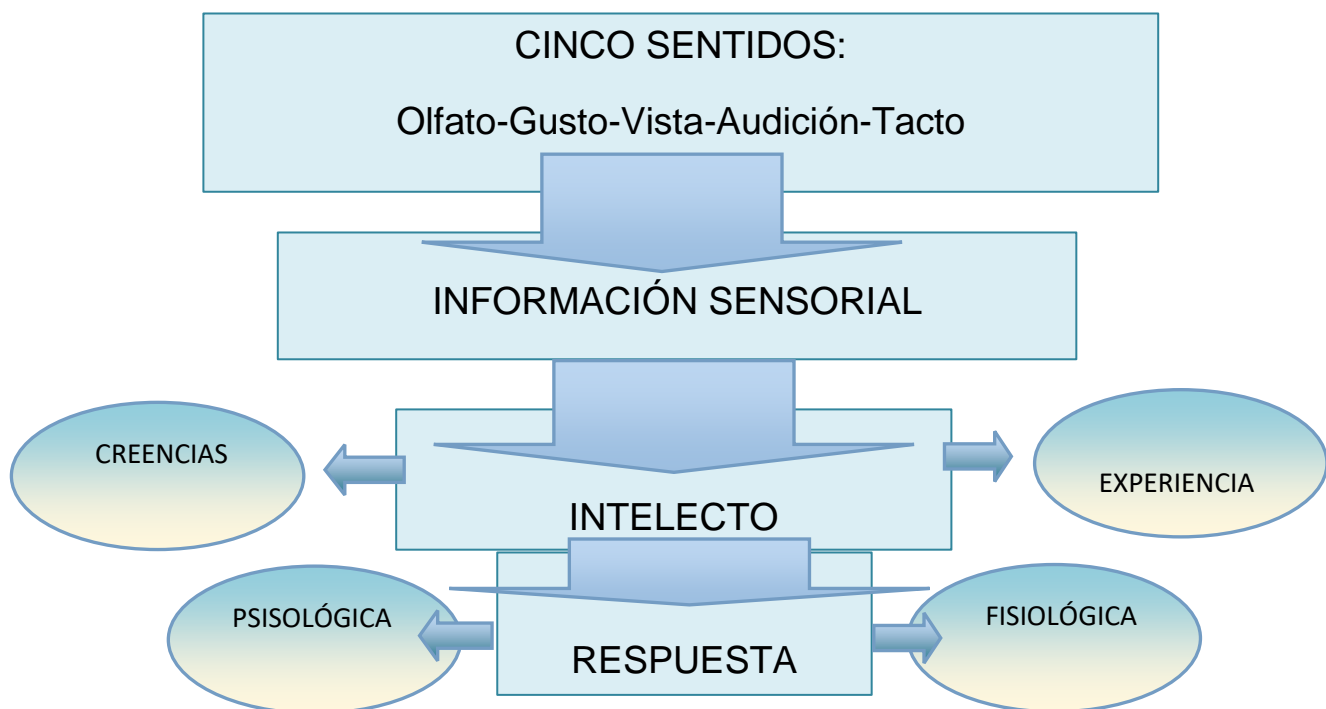 CINCO SENTIDOS:
Olfato-Gusto-Vista-Audición-Tacto
INFORMACIÓN SENSORIAL
CREENCIAS
EXPERIENCIA
INTELECTO
PSISOLÓGICA
FISIOLÓGICA
RESPUESTA